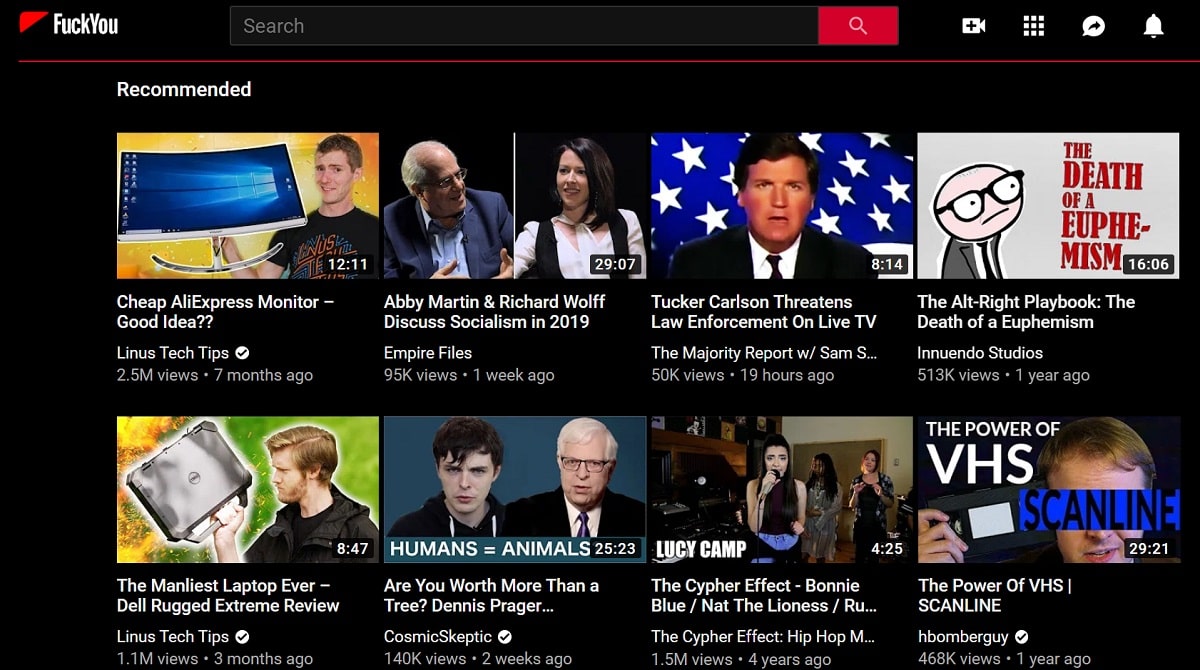 FuckYou
Search
Recommended
12:11
29:07
8:14
THE
DEATH
OF A
EUPHE-
MISM
16:06
Cheap AliExpress Monitor –
Good Idea??
Linus Tech Tips
2.5M views • 7 months ago
Abby Martin & Richard Wolff
Discuss Socialism in 2019
Empire Files
95K views • 1 week ago
Tucker Carlson Threatens
Law Enforcement On Live TV
The Majority Report w/ Sam S...
50K views • 19 hours ago
The Alt-Right Playbook: The
Death of a Euphemism
Innuendo Studios
513K views • 1 year ago
8:47
HUMANS = ANIMALS
25:23
LUCY CAMP
4:25
THE POWER OF
VHS
SCANLINE
29:21
The Manliest Laptop Ever –
Dell Rugged Extreme Review
Linus Tech Tips
1.1M views • 3 months ago
Are You Worth More Than a
Tree? Dennis Prager...
CosmicSkeptic
140K views • 2 weeks ago
The Cypher Effect - Bonnie
Blue / Nat The Lioness / Ru...
The Cypher Effect: Hip Hop M...
1.5M views • 4 years ago
The Power Of VHS |
SCANLINE
hbomberguy
468K views • 1 year ago